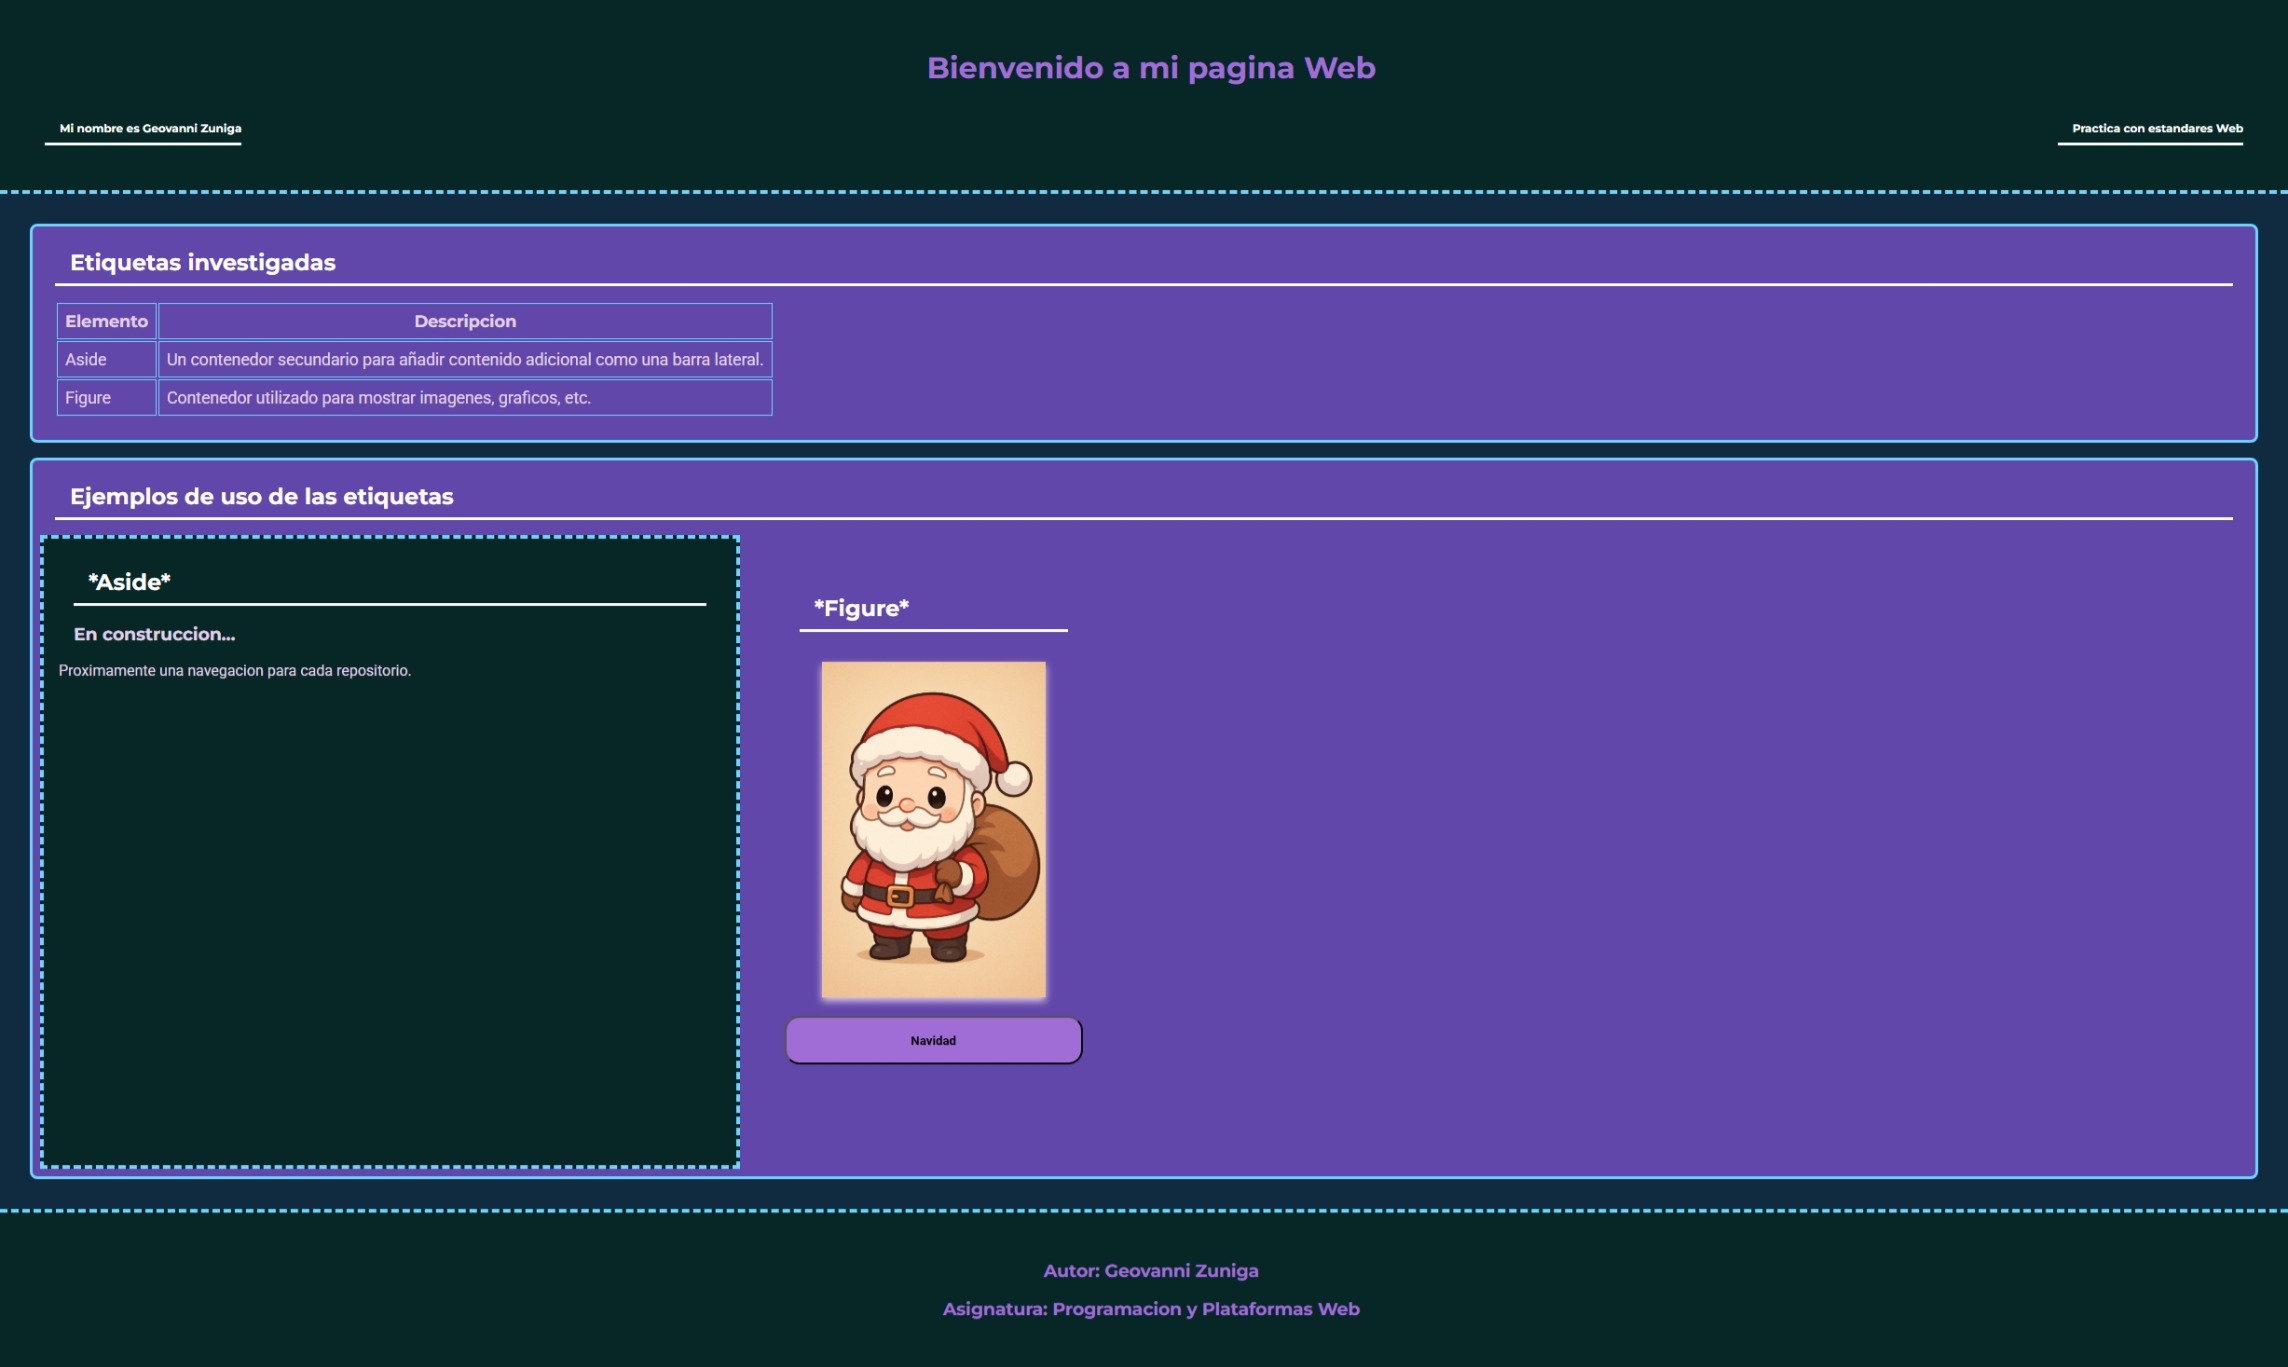 Bienvenido a mi pagina Web
Mi nombre es Geovanni Zuniga
Practica con estandares Web
Etiquetas investigadas
Elemento Descripcion
Aside Un contenedor secundario para añadir contenido adicional como una barra lateral.
Figure Contenedor utilizado para mostrar imagenes, graficos, etc.
Ejemplos de uso de las etiquetas
*Aside*
En construccion...
Proximamente una navegacion para cada repositorio.
*Figure*
Navidad
Autor: Geovanni Zuniga
Asignatura: Programacion y Plataformas Web